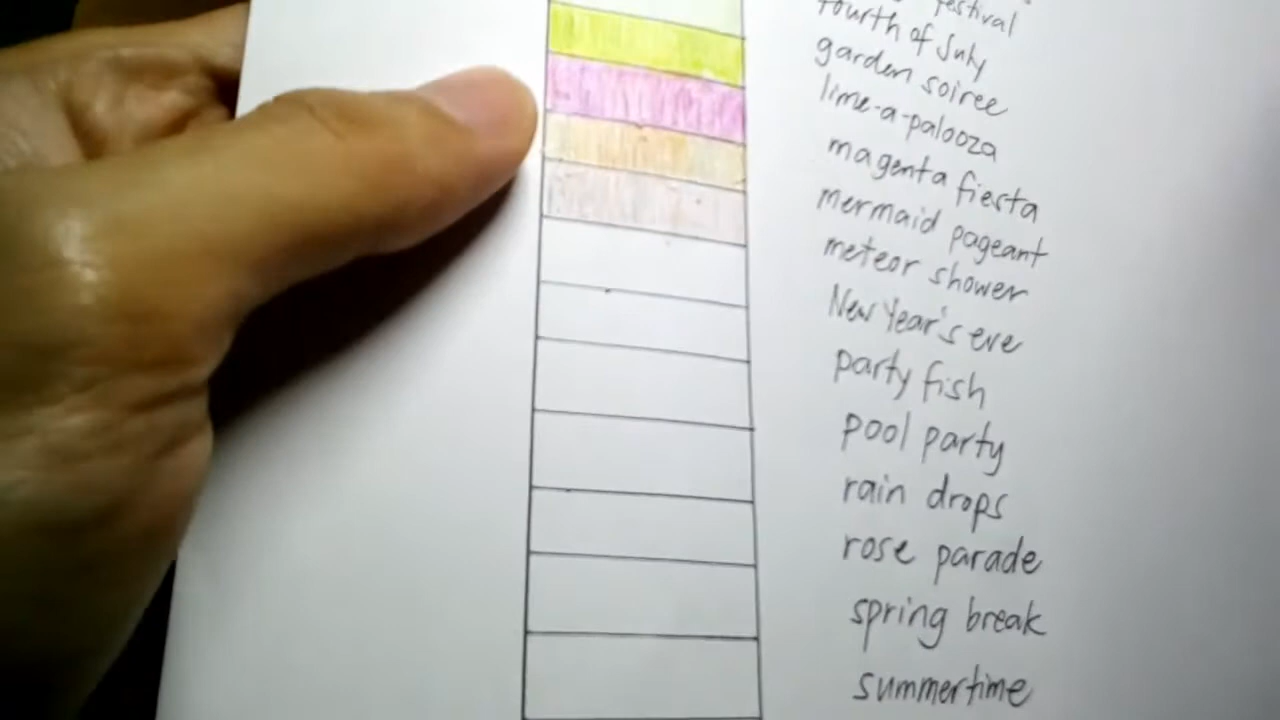 festival
fourth of July
garden soiree
lime-a-palooza
magenta fiesta
mermaid pageant
meteor shower
New Year's eve
party fish
pool party
rain drops
rose parade
spring break
summertime